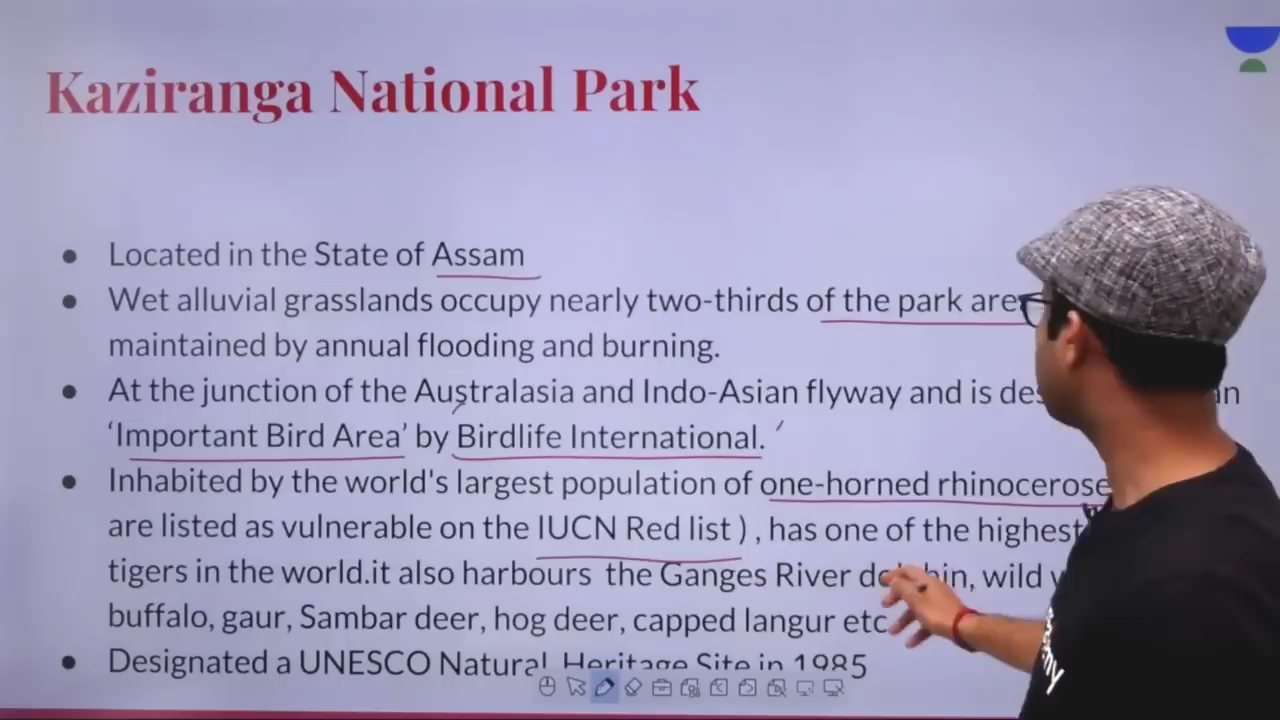 Kaziranga National Park
Located in the State of Assam
Wet alluvial grasslands occupy nearly two-thirds of the park
maintained by annual flooding and burning.
At the junction of the Australasia and Indo-Asian flyway and is
‘Important Bird Area’ by Birdlife International.
Inhabited by the world's largest population of one-horned
are listed as vulnerable on the IUCN Red list ) , has one of the highest
tigers in the world.it also harbours the Ganges River wild
buffalo, gaur, Sambar deer, hog deer, capped langur etc
Designated a UNESCO Natural Heritage Site in 1985